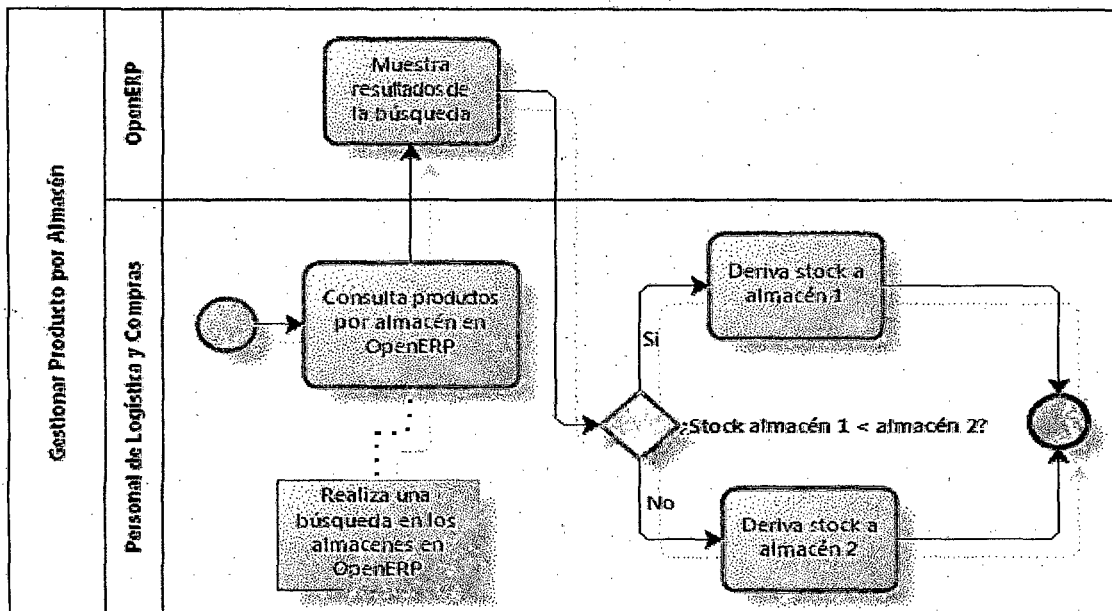 Gestionar Producto por Almacén
OpenERP
Muestra
resultados de
la búsqueda
Personal de Logística y Compras
Consulta productos
por almacén en
OpenERP
Realiza una
búsqueda en los
almacenes en
OpenERP
Si
¿Stock almacén 1 < almacén 2?
No
Deriva stock a
almacén 1
Deriva stock a
almacén 2